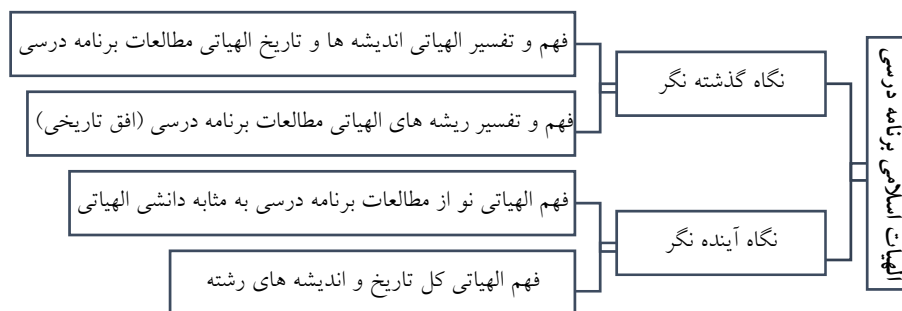 الهیات اسلامی برنامه درسی
نگاه گذشته نگر
فهم و تفسیر الهیاتی اندیشه ها و تاریخ الهیاتی مطالعات برنامه درسی
فهم و تفسیر ریشه های الهیاتی مطالعات برنامه درسی (افق تاریخی)
نگاه آینده نگر
فهم الهیاتی نو از مطالعات برنامه درسی به مثابه دانشی الهیاتی
فهم الهیاتی کل تاریخ و اندیشه های رشته